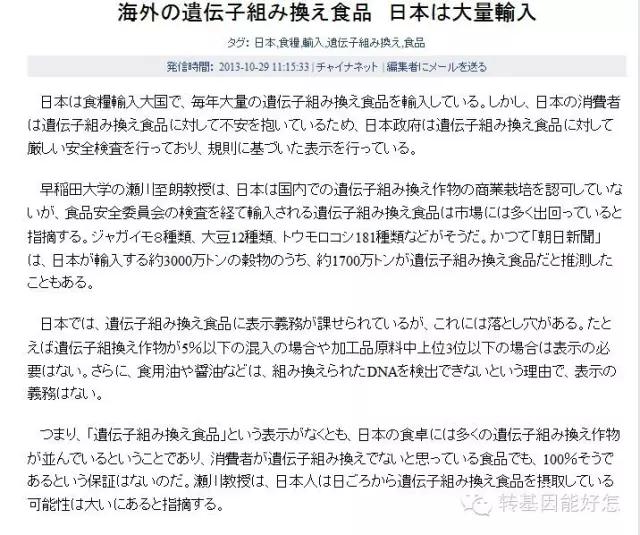 海外の遺伝子組み換え食品　日本は大量輸入
タグ: 日本,食糧,輸入,遺伝子組み換え,食品
発信時間: 2013-10-29 11:15:33 | チャイナネット | 編集者にメールを送る
日本は食糧輸入大国で、毎年大量の遺伝子組み換え食品を輸入している。しかし、日本の消費者
は遺伝子組み換え食品に対して不安を抱いているため、日本政府は遺伝子組み換え食品に対して
厳しい安全検査を行っており、規則に基づいた表示を行っている。
早稲田大学の瀬川至朗教授は、日本は国内での遺伝子組み換え作物の商業栽培を認可していな
いが、食品安全委員会の検査を経て輸入される遺伝子組み換え食品は市場には多く出回っていると
指摘する。ジャガイモ8種類、大豆12種類、トウモロコシ181種類などがそうだ。かつて「朝日新聞」
は、日本が輸入する約3000万トンの穀物のうち、約1700万トンが遺伝子組み換え食品だと推測した
こともある。
日本では、遺伝子組み換え食品に表示義務が課せられているが、これには落とし穴がある。たと
えば遺伝子組換え作物が5％以下の混入の場合や加工品原料中上位3位以下の場合は表示の必
要はない。さらに、食用油や醤油などは、組み換えられたDNAを検出できないという理由で、表示の
義務はない。
つまり、「遺伝子組み換え食品」という表示がなくとも、日本の食卓には多くの遺伝子組み換え作物
が並んでいるということであり、消費者が遺伝子組み換えでないと思っている食品でも、100％そうで
あるという保証はないのだ。瀬川教授は、日本人は日ごろから遺伝子組み換え食品を摂取している
可能性は大いにあると指摘する。
转基因能好怎